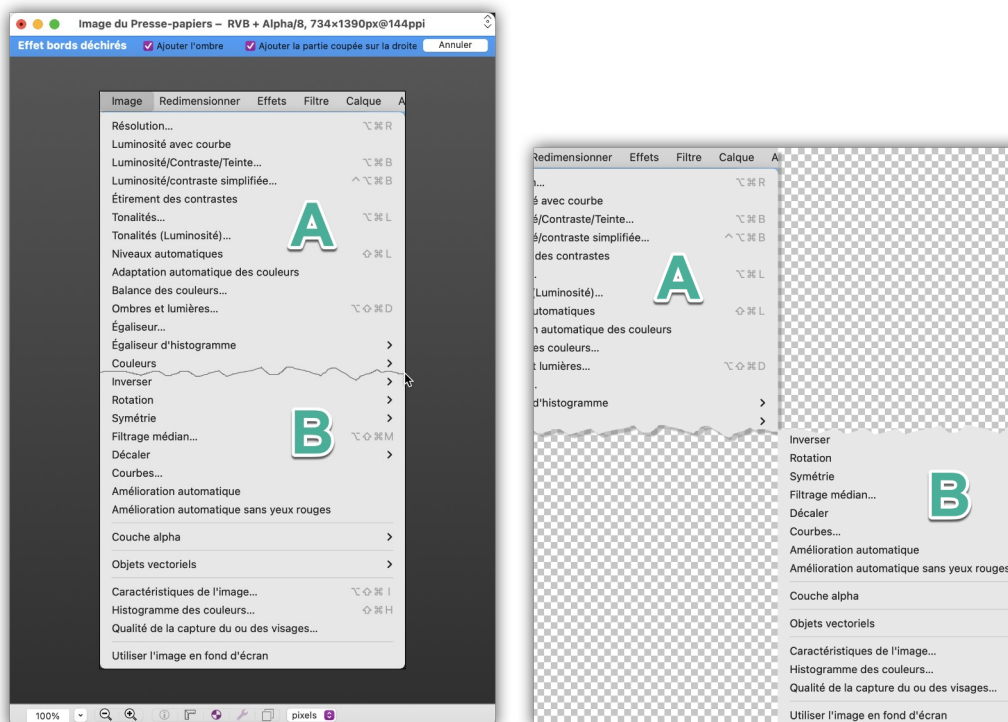 Image du Presse-papiers – RVB + Alpha/8, 734x1390px@144ppi
Effet bords déchirés Ajouter l'ombre Ajouter la partie coupée sur la droite Annuler
Image Redimensionner Effets Filtre Calque A
Résolution... ⌥⌘R
Luminosité avec courbe
Luminosité/Contraste/Teinte... ⌥⌘B
Luminosité/contraste simplifiée... ^⌥⌘B
Étirement des contrastes
Tonalités... ⌥⌘L
Tonalités (Luminosité)...
A
Niveaux automatiques ⇧⌘L
Adaptation automatique des couleurs
Balance des couleurs...
Ombres et lumières... ⌥⇧⌘D
Égaliseur...
Égaliseur d'histogramme >
Couleurs >
Inverser >
Rotation >
Symétrie >
B
Filtrage médian... ⌥⇧⌘M
Décaler >
Courbes...
Amélioration automatique
Amélioration automatique sans yeux rouges
Couche alpha >
Objets vectoriels >
Caractéristiques de l'image... ⌥⇧⌘I
Histogramme des couleurs... ⇧⌘H
Qualité de la capture du ou des visages...
Utiliser l'image en fond d'écran
100% pixels
Redimensionner Effets Filtre Calque A
n... ⌥⌘R
é avec courbe
é/Contraste/Teinte... ⌥⌘B
é/contraste simplifiée... ^⌥⌘B
des contrastes
. ⌥⌘L
(Luminosité)...
A
utomatiques ⇧⌘L
n automatique des couleurs
es couleurs...
t lumières... ⌥⇧⌘D
.
d'histogramme >
>
Inverser
Rotation
Symétrie
B
Filtrage médian...
Décaler
Courbes...
Amélioration automatique
Amélioration automatique sans yeux rouges
Couche alpha
Objets vectoriels
Caractéristiques de l'image...
Histogramme des couleurs...
Qualité de la capture du ou des visages...
Utiliser l'image en fond d'écran